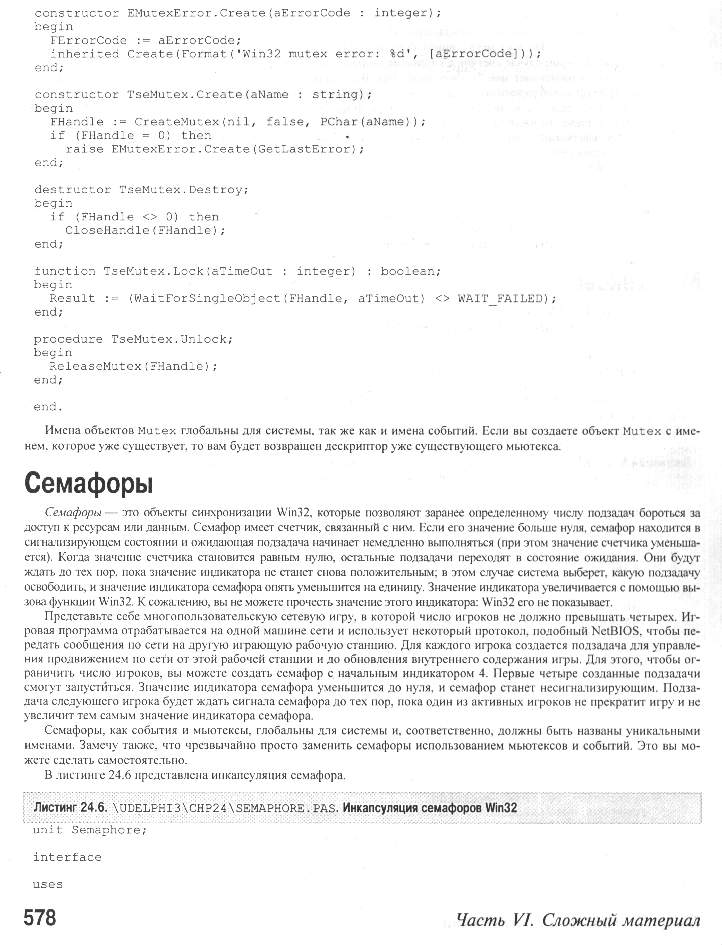 constructor EMutexError.Create(aErrorCode : integer);
begin
FErrorCode := aErrorCode;
inherited Create(Format('Win32 mutex error: %d', [aErrorCode]));
end;
constructor TseMutex.Create(aName : string);
begin
FHandle := CreateMutex(nil, false, PChar(aName));
if (FHandle = 0) then
raise EMutexError.Create(GetLastError);
end;
destructor TseMutex.Destroy;
begin
if (FHandle <> 0) then
CloseHandle(FHandle);
end;
function TseMutex.Lock(aTimeOut : integer) : boolean;
begin
Result := (WaitForSingleObject(FHandle, aTimeOut) <> WAIT_FAILED);
end;
procedure TseMutex.Unlock;
begin
ReleaseMutex(FHandle);
end;
end.
Имена объектов Mutex глобальны для системы, так же как и имена событий. Если вы создаете объект Mutex с име-
нем, которое уже существует, то вам будет возвращен дескриптор уже существующего мьютекса.
Семафоры
Семафоры — это объекты синхронизации Win32, которые позволяют заранее определенному числу подзадач бороться за
доступ к ресурсам или данным. Семафор имеет счетчик, связанный с ним. Если его значение больше нуля, семафор находится в
сигнализирующем состоянии и ожидающая подзадача начинает немедленно выполняться (при этом значение счетчика уменьша-
ется). Когда значение счетчика становится равным нулю, остальные подзадачи переходят в состояние ожидания. Они будут
ждать до тех пор, пока значение индикатора не станет снова положительным; в этом случае система выберет, какую подзадачу
освободить, и значение индикатора семафора опять уменьшится на единицу. Значение индикатора увеличивается с помощью вы-
зова функции Win32. К сожалению, вы не можете прочесть значение этого индикатора: Win32 его не показывает.
Представьте себе многопользовательскую сетевую игру, в которой число игроков не должно превышать четырех. Иг-
ровая программа отрабатывается на одной машине сети и использует некоторый протокол, подобный NetBIOS, чтобы пе-
редать сообщения по сети на другую играющую рабочую станцию. Для каждого игрока создается подзадача для управле-
ния продвижением по сети от этой рабочей станции и до обновления внутреннего содержания игры. Для этого, чтобы ог-
раничить число игроков, вы можете создать семафор с начальным индикатором 4. Первые четыре созданные подзадачи
смогут запуститься. Значение индикатора семафора уменьшится до нуля, и семафор станет несигнализирующим. Подза-
дача следующего игрока будет ждать сигнала семафора до тех пор, пока один из активных игроков не прекратит игру и не
увеличит тем самым значение индикатора семафора.
Семафоры, как события и мьютексы, глобальны для системы и, соответственно, должны быть названы уникальными
именами. Замечу также, что чрезвычайно просто заменить семафоры использованием мьютексов и событий. Это вы мо-
жете сделать самостоятельно.
В листинге 24.6 представлена инкапсуляция семафора.
Листинг 24.6. \UDELPHI3\CHP24\SEMAPHORE.PAS. Инкапсуляция семафоров Win32
unit Semaphore;
interface
uses
578 Часть VI. Сложный материал